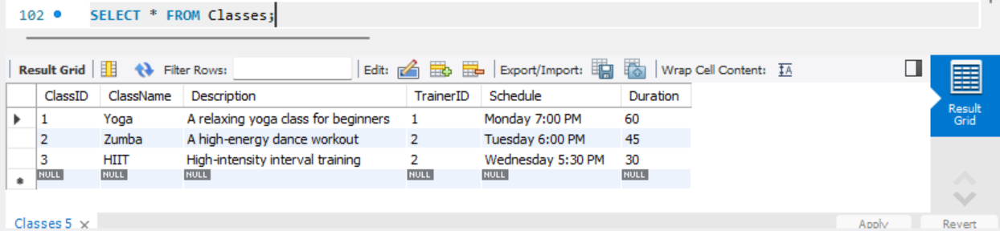 102 SELECT * FROM Classes;
Result Grid Filter Rows: Edit: Export/Import: Wrap Cell Content: IA
ClassID ClassName Description TrainerID Schedule Duration
1 Yoga A relaxing yoga class for beginners 1 Monday 7:00 PM 60
2 Zumba A high-energy dance workout 2 Tuesday 6:00 PM 45
3 HIIT High-intensity interval training 2 Wednesday 5:30 PM 30
NULL NULL NULL NULL NULL NULL
Result
Grid
Classes 5 Apply Revert